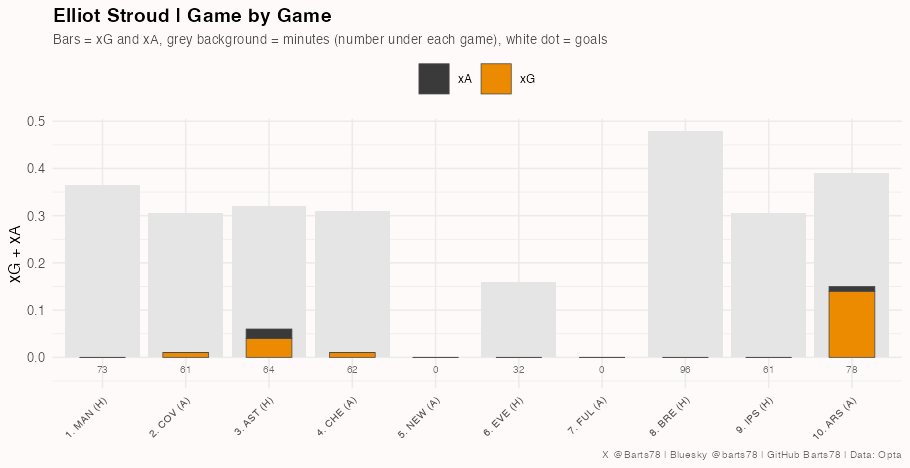 Elliot Stroud | Game by Game
Bars = xG and xA, grey background = minutes (number under each game), white dot = goals
xA xG
xG + xA
0.5
0.4
0.3
0.2
0.1
0.0
73 61 64 62 0 32 0 96 61 78
1. MAN (H) 2. COV (A) 3. AST (H) 4. CHE (A) 5. NEW (A) 6. EVE (H) 7. FUL (A) 8. BRE (H) 9. IPS (H) 10. ARS (A)
X @Barts78 | Bluesky @barts78 | GitHub Barts78 | Data: Opta